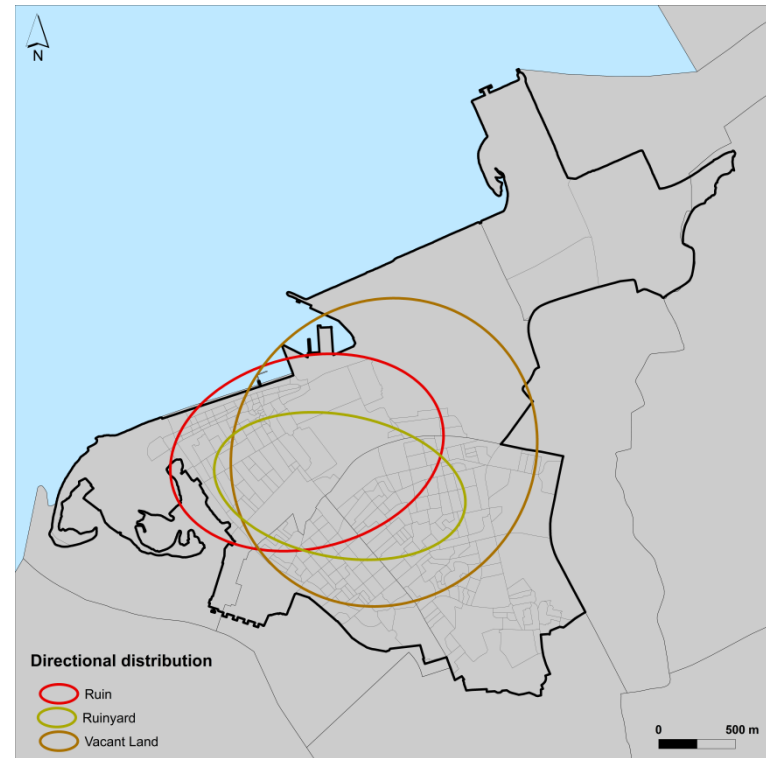 N
Directional distribution
Ruin
Ruinyard
Vacant Land
0 500 m